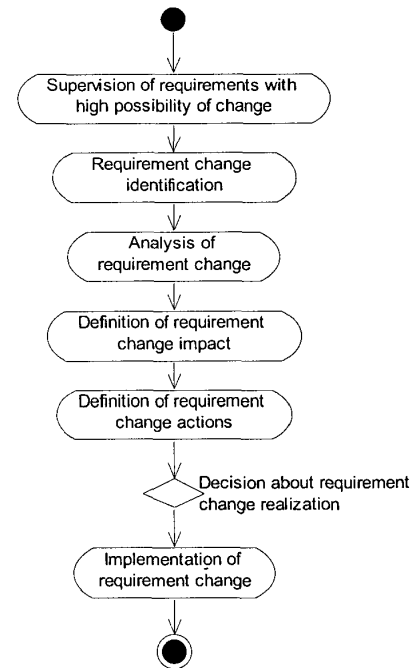 Supervision of requirements with
high possibility of change
Requirement change
identification
Analysis of
requirement change
Definition of requirement
change impact
Definition of requirement
change actions
Decision about requirement
change realization
Implementation of
requirement change